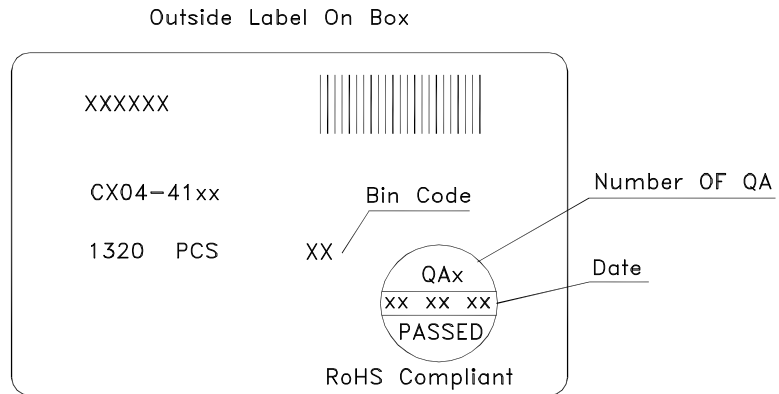 Outside Label On Box
XXXXXX
CX04-41xx
Bin Code
Number OF QA
1320 PCS
XX
QAx
Date
xx xx xx
PASSED
RoHS Compliant